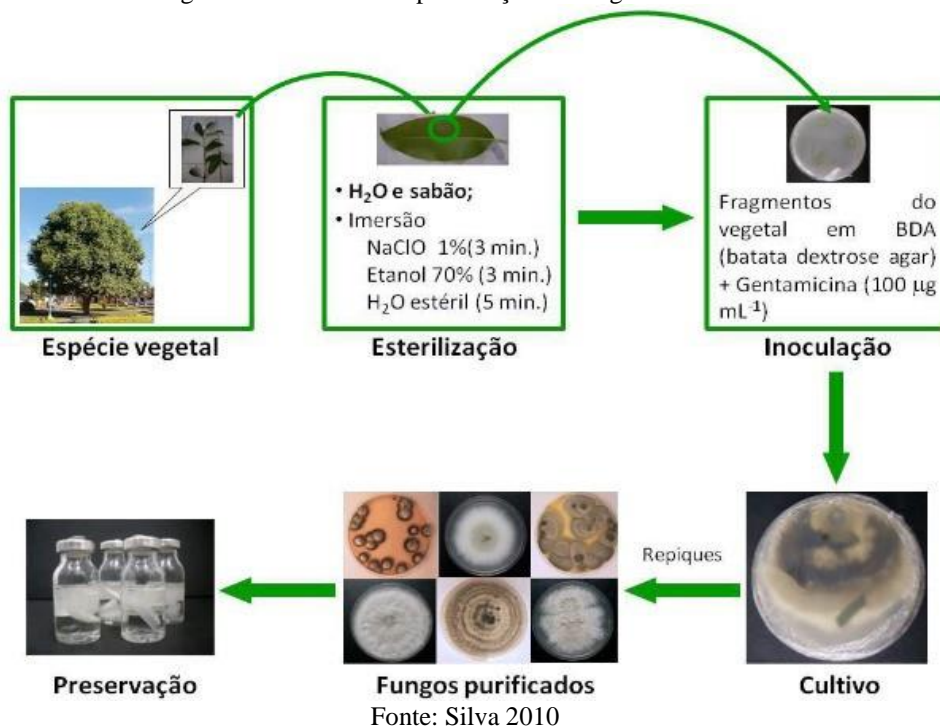 Espécie vegetal
• H₂O e sabão;
• Imersão
NaClO 1%(3 min.)
Etanol 70% (3 min.)
H₂O estéril (5 min.)
Esterilização
Fragmentos do
vegetal em BDA
(batata dextrose agar)
+ Gentamicina (100 µg
mL⁻¹)
Inoculação
Cultivo
Repiques
Fungos purificados
Preservação
Fonte: Silva 2010